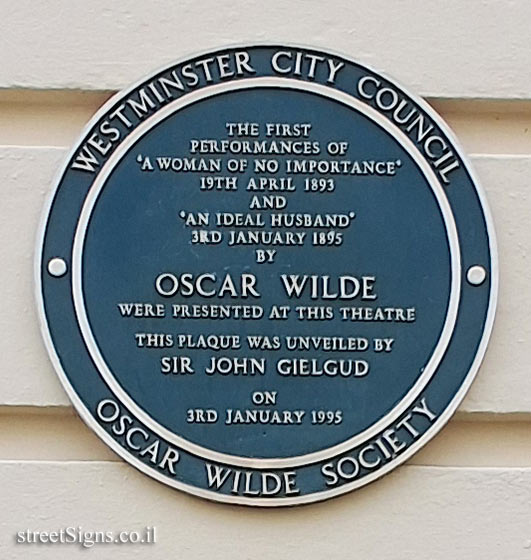 WESTMINSTER CITY COUNCIL
THE FIRST
PERFORMANCES OF
"A WOMAN OF NO IMPORTANCE"
19TH APRIL 1893
AND
"AN IDEAL HUSBAND"
3RD JANUARY 1895
BY
OSCAR WILDE
WERE PRESENTED AT THIS THEATRE
THIS PLAQUE WAS UNVEILED BY
SIR JOHN GIELGUD
ON
3RD JANUARY 1995
OSCAR WILDE SOCIETY
streetSigns.co.il